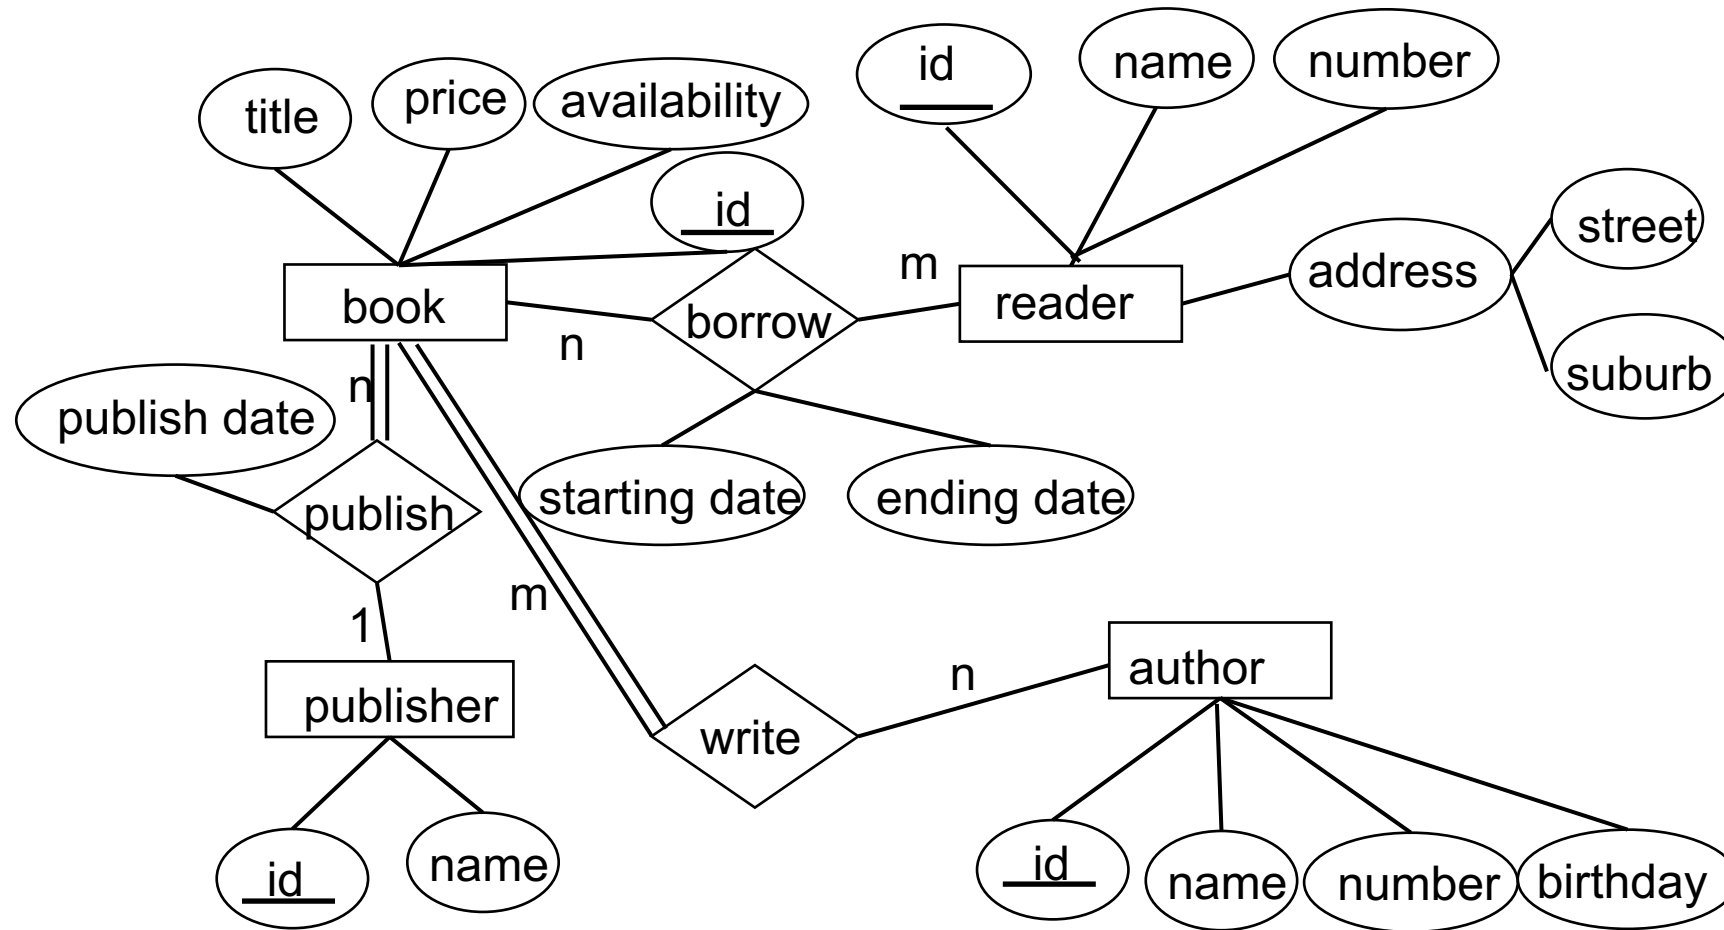 title
price
availability
id
id
name
number
street
address
suburb
m
reader
book
borrow
n
n
publish date
starting date
ending date
publish
m
1
author
n
publisher
write
id
name
id
name
number
birthday